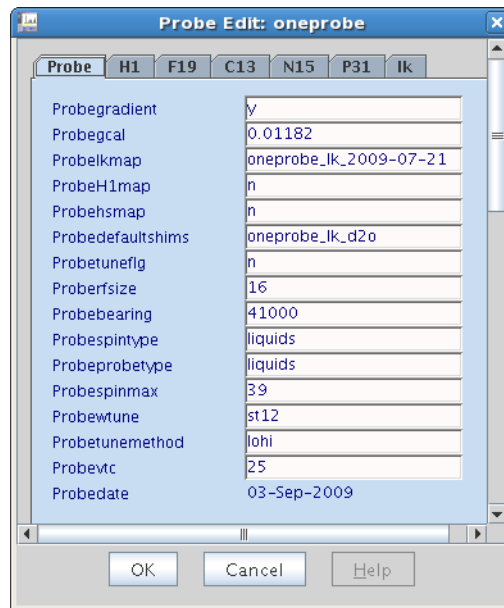 Probe Edit: oneprobe
Probe H1 F19 C13 N15 P31 lk
Probegradient y
Probegcal 0.01182
Probelkmap oneprobe_lk_2009-07-21
ProbeH1map n
Probehsmap n
Probedefaultshims oneprobe_lk_d2o
Probetuneflg n
Proberfsize 16
Probebearing 41000
Probespintype liquids
Probeprobetype liquids
Probespinmax 39
Probewtune st12
Probetunemethod lohi
Probevtc 25
Probedate 03-Sep-2009
OK Cancel Help